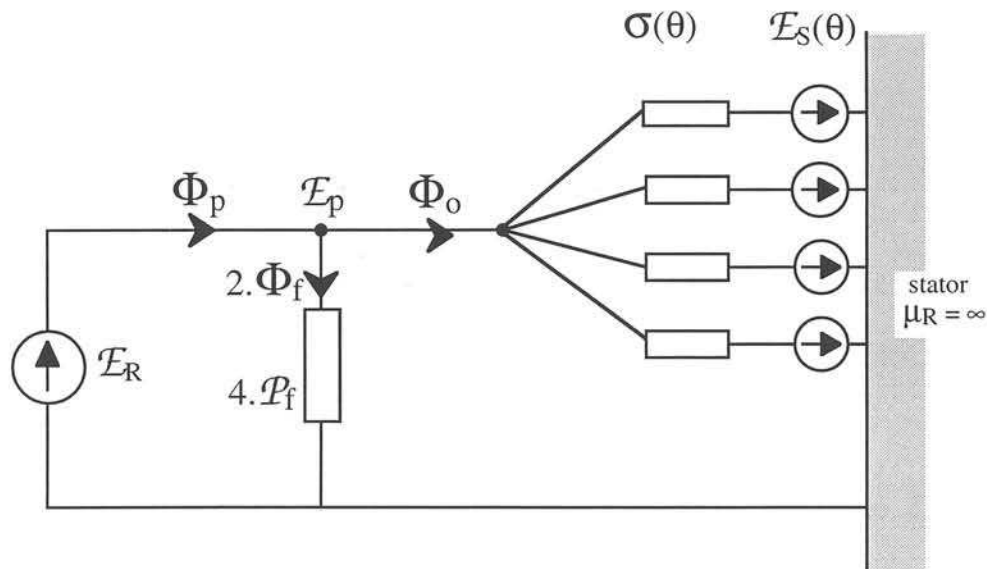 σ(θ)
ℰS(θ)
Φp
ℰp
Φo
2.Φf
ℰR
4.𝒫f
stator
μR = ∞